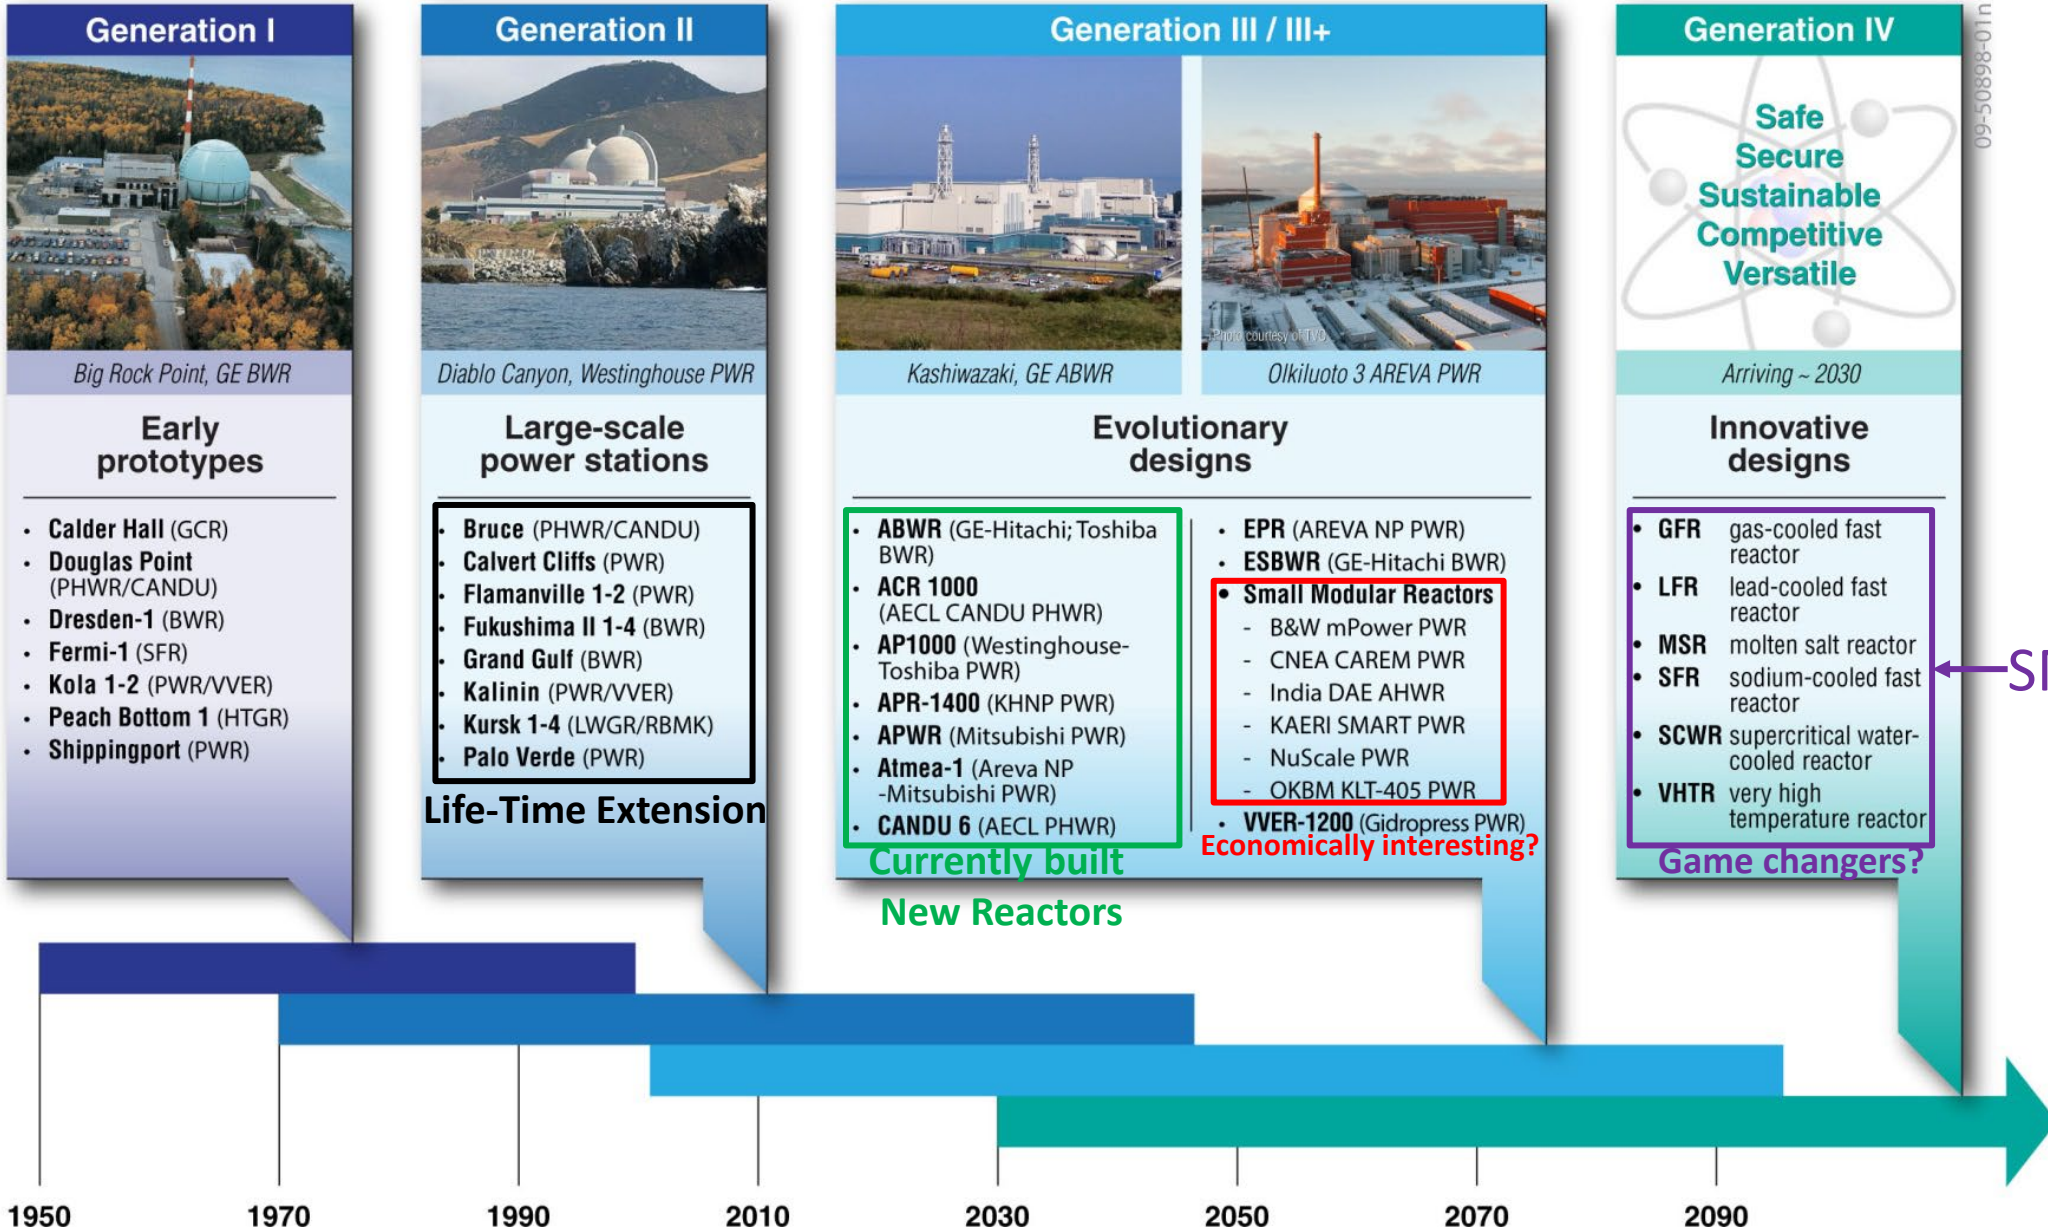 Generation I
Big Rock Point, GE BWR
Early
prototypes
• Calder Hall (GCR)
• Douglas Point
(PHWR/CANDU)
• Dresden-1 (BWR)
• Fermi-1 (SFR)
• Kola 1-2 (PWR/VVER)
• Peach Bottom 1 (HTGR)
• Shippingport (PWR)
Generation II
Diablo Canyon, Westinghouse PWR
Large-scale
power stations
• Bruce (PHWR/CANDU)
• Calvert Cliffs (PWR)
• Flamanville 1-2 (PWR)
• Fukushima II 1-4 (BWR)
• Grand Gulf (BWR)
• Kalinin (PWR/VVER)
• Kursk 1-4 (LWGR/RBMK)
• Palo Verde (PWR)
Life-Time Extension
Generation III / III+
Photo courtesy of TVO
Kashiwazaki, GE ABWR
Olkiluoto 3 AREVA PWR
Evolutionary
designs
• ABWR (GE-Hitachi; Toshiba
BWR)
• ACR 1000
(AECL CANDU PHWR)
• AP1000 (Westinghouse-
Toshiba PWR)
• APR-1400 (KHNP PWR)
• APWR (Mitsubishi PWR)
• Atmea-1 (Areva NP
-Mitsubishi PWR)
• CANDU 6 (AECL PHWR)
Currently built
New Reactors
• EPR (AREVA NP PWR)
• ESBWR (GE-Hitachi BWR)
• Small Modular Reactors
- B&W mPower PWR
- CNEA CAREM PWR
- India DAE AHWR
- KAERI SMART PWR
- NuScale PWR
- OKBM KLT-405 PWR
• VVER-1200 (Gidropress PWR)
Economically interesting?
Generation IV
Safe
Secure
Sustainable
Competitive
Versatile
Arriving ~ 2030
Innovative
designs
• GFR gas-cooled fast
reactor
• LFR lead-cooled fast
reactor
• MSR molten salt reactor
• SFR sodium-cooled fast
reactor
• SCWR supercritical water-
cooled reactor
• VHTR very high
temperature reactor
Game changers?
09-50898-01n
1950 1970 1990 2010 2030 2050 2070 2090